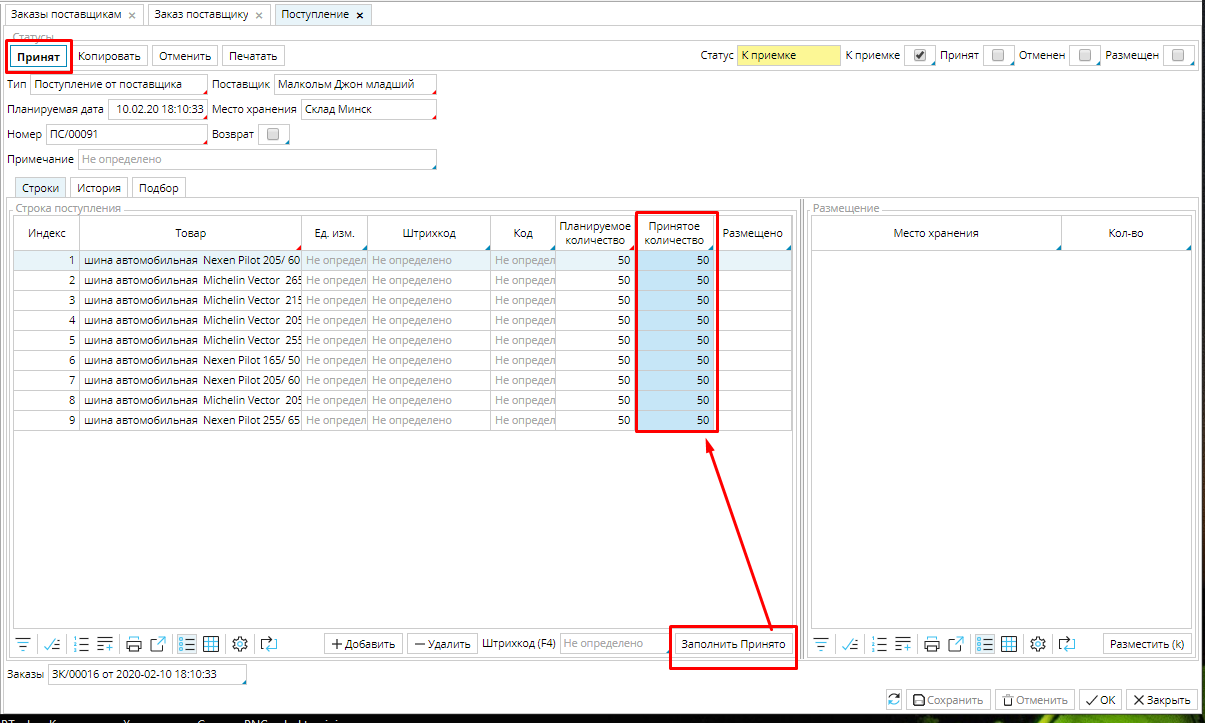 Заказы поставщикам × Заказ поставщику × Поступление ×
Статусы
Принят Копировать Отменить Печатать Статус К приемке К приемке Принят Отменен Размещен
Тип Поступление от поставщика Поставщик Малкольм Джон младший
Планируемая дата 10.02.20 18:10:33 Место хранения Склад Минск
Номер ПС/00091 Возврат
Примечание Не определено
Строки История Подбор
Строка поступления Размещение
Индекс Товар Ед. изм. Штрихкод Код Планируемое количество Принятое количество Размещено Место хранения Кол-во
1 шина автомобильная Nexen Pilot 205/ 60 Не определ Не определено Не определ 50 50
2 шина автомобильная Michelin Vector 265 Не определ Не определено Не определ 50 50
3 шина автомобильная Michelin Vector 215 Не определ Не определено Не определ 50 50
4 шина автомобильная Michelin Vector 205 Не определ Не определено Не определ 50 50
5 шина автомобильная Michelin Vector 255 Не определ Не определено Не определ 50 50
6 шина автомобильная Nexen Pilot 165/ 50 Не определ Не определено Не определ 50 50
7 шина автомобильная Nexen Pilot 205/ 60 Не определ Не определено Не определ 50 50
8 шина автомобильная Michelin Vector 205 Не определ Не определено Не определ 50 50
9 шина автомобильная Nexen Pilot 255/ 65 Не определ Не определено Не определ 50 50
Добавить Удалить Штрихкод (F4) Не определено Заполнить Принято Разместить (k)
Заказы ЗК/00016 от 2020-02-10 18:10:33
Сохранить Отменить OK Закрыть